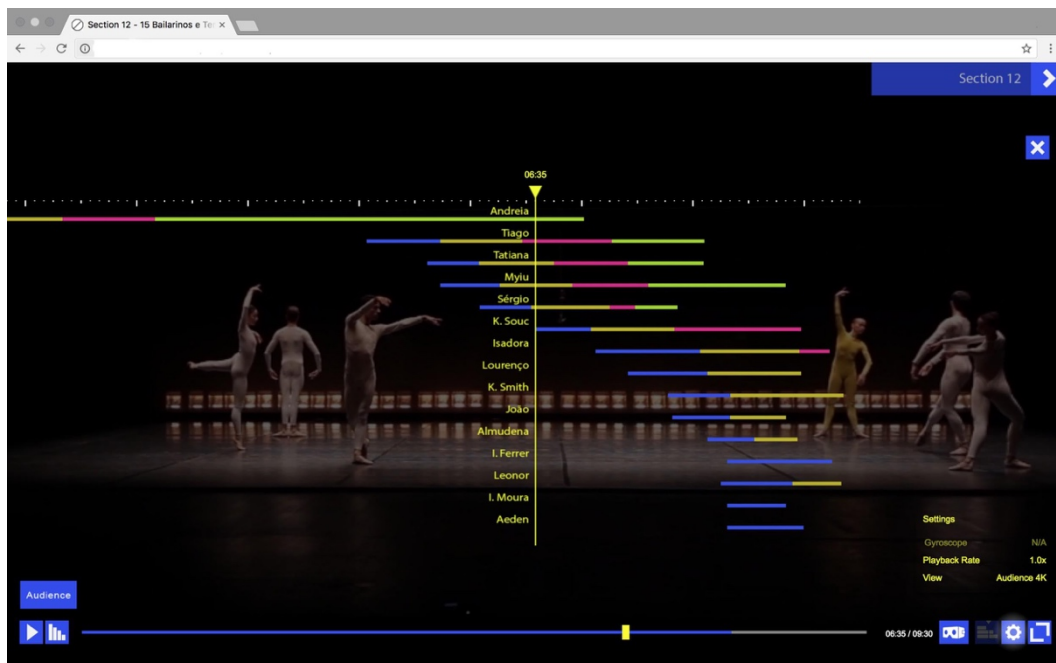 Section 12 - 15 Bailarinos e Te
Section 12
06:35
Andreia
Tiago
Tatiana
Myiu
Sérgio
K. Souc
Isadora
Lourenço
K. Smith
João
Almudena
I. Ferrer
Leonor
I. Moura
Aeden
Settings
Gyroscope N/A
Playback Rate 1.0x
View Audience 4K
Audience
06:35 / 09:30